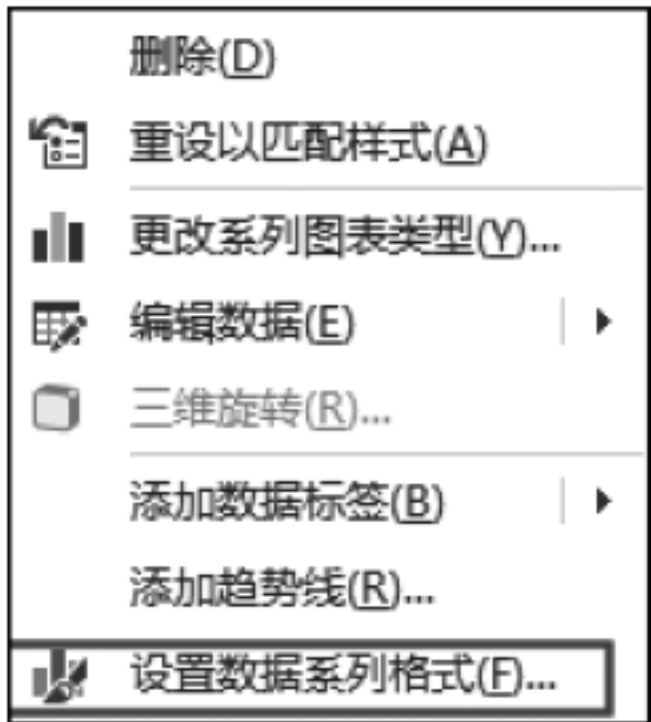 删除(D)
重设以匹配样式(A)
更改系列图表类型(Y)...
编辑数据(E)
三维旋转(R)...
添加数据标签(B)
添加趋势线(R)...
设置数据系列格式(F)...